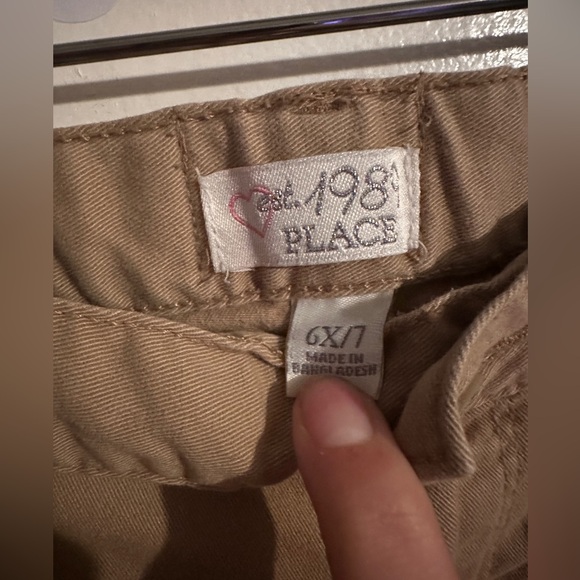 est. 1989
PLACE
6X/7
MADE IN
BANGLADESH